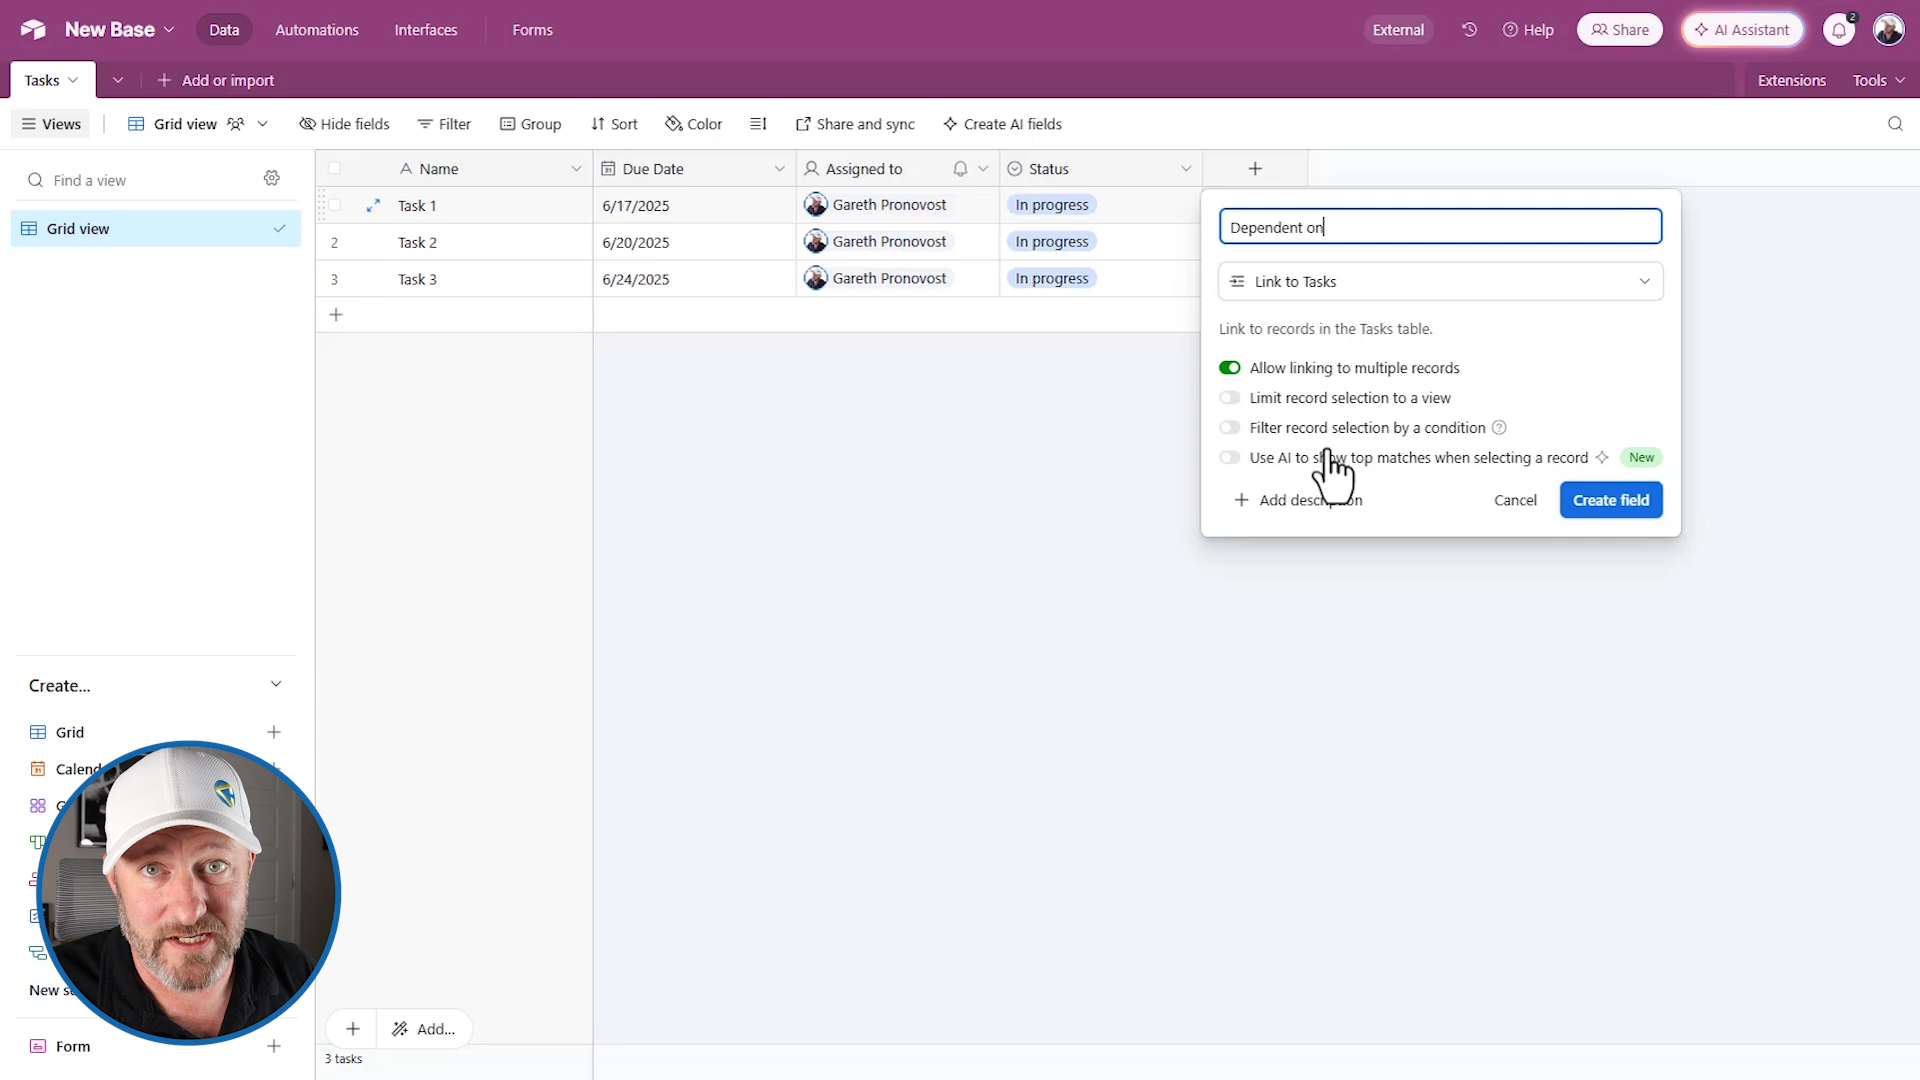 New Base
Data
Automations
Interfaces
Forms
External
Help
Share
AI Assistant
2
Tasks
Add or import
Extensions
Tools
Views
Grid view
Hide fields
Filter
Group
Sort
Color
Share and sync
Create AI fields
Find a view
Grid view
Name
Due Date
Assigned to
Status
Task 1
6/17/2025
Gareth Pronovost
In progress
2
Task 2
6/20/2025
Gareth Pronovost
In progress
3
Task 3
6/24/2025
Gareth Pronovost
In progress
Dependent on
Link to Tasks
Link to records in the Tasks table.
Allow linking to multiple records
Limit record selection to a view
Filter record selection by a condition
Use AI to show top matches when selecting a record
New
Add description
Cancel
Create field
Create...
Grid
Calend
New s
Form
Add...
3 tasks